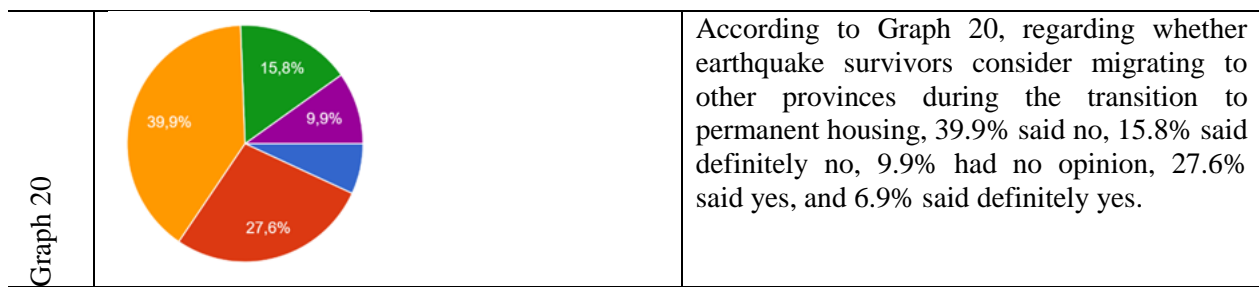 Graph 20
39,9%
15,8%
9,9%
27,6%
According to Graph 20, regarding whether
earthquake survivors consider migrating to
other provinces during the transition to
permanent housing, 39.9% said no, 15.8% said
definitely no, 9.9% had no opinion, 27.6%
said yes, and 6.9% said definitely yes.